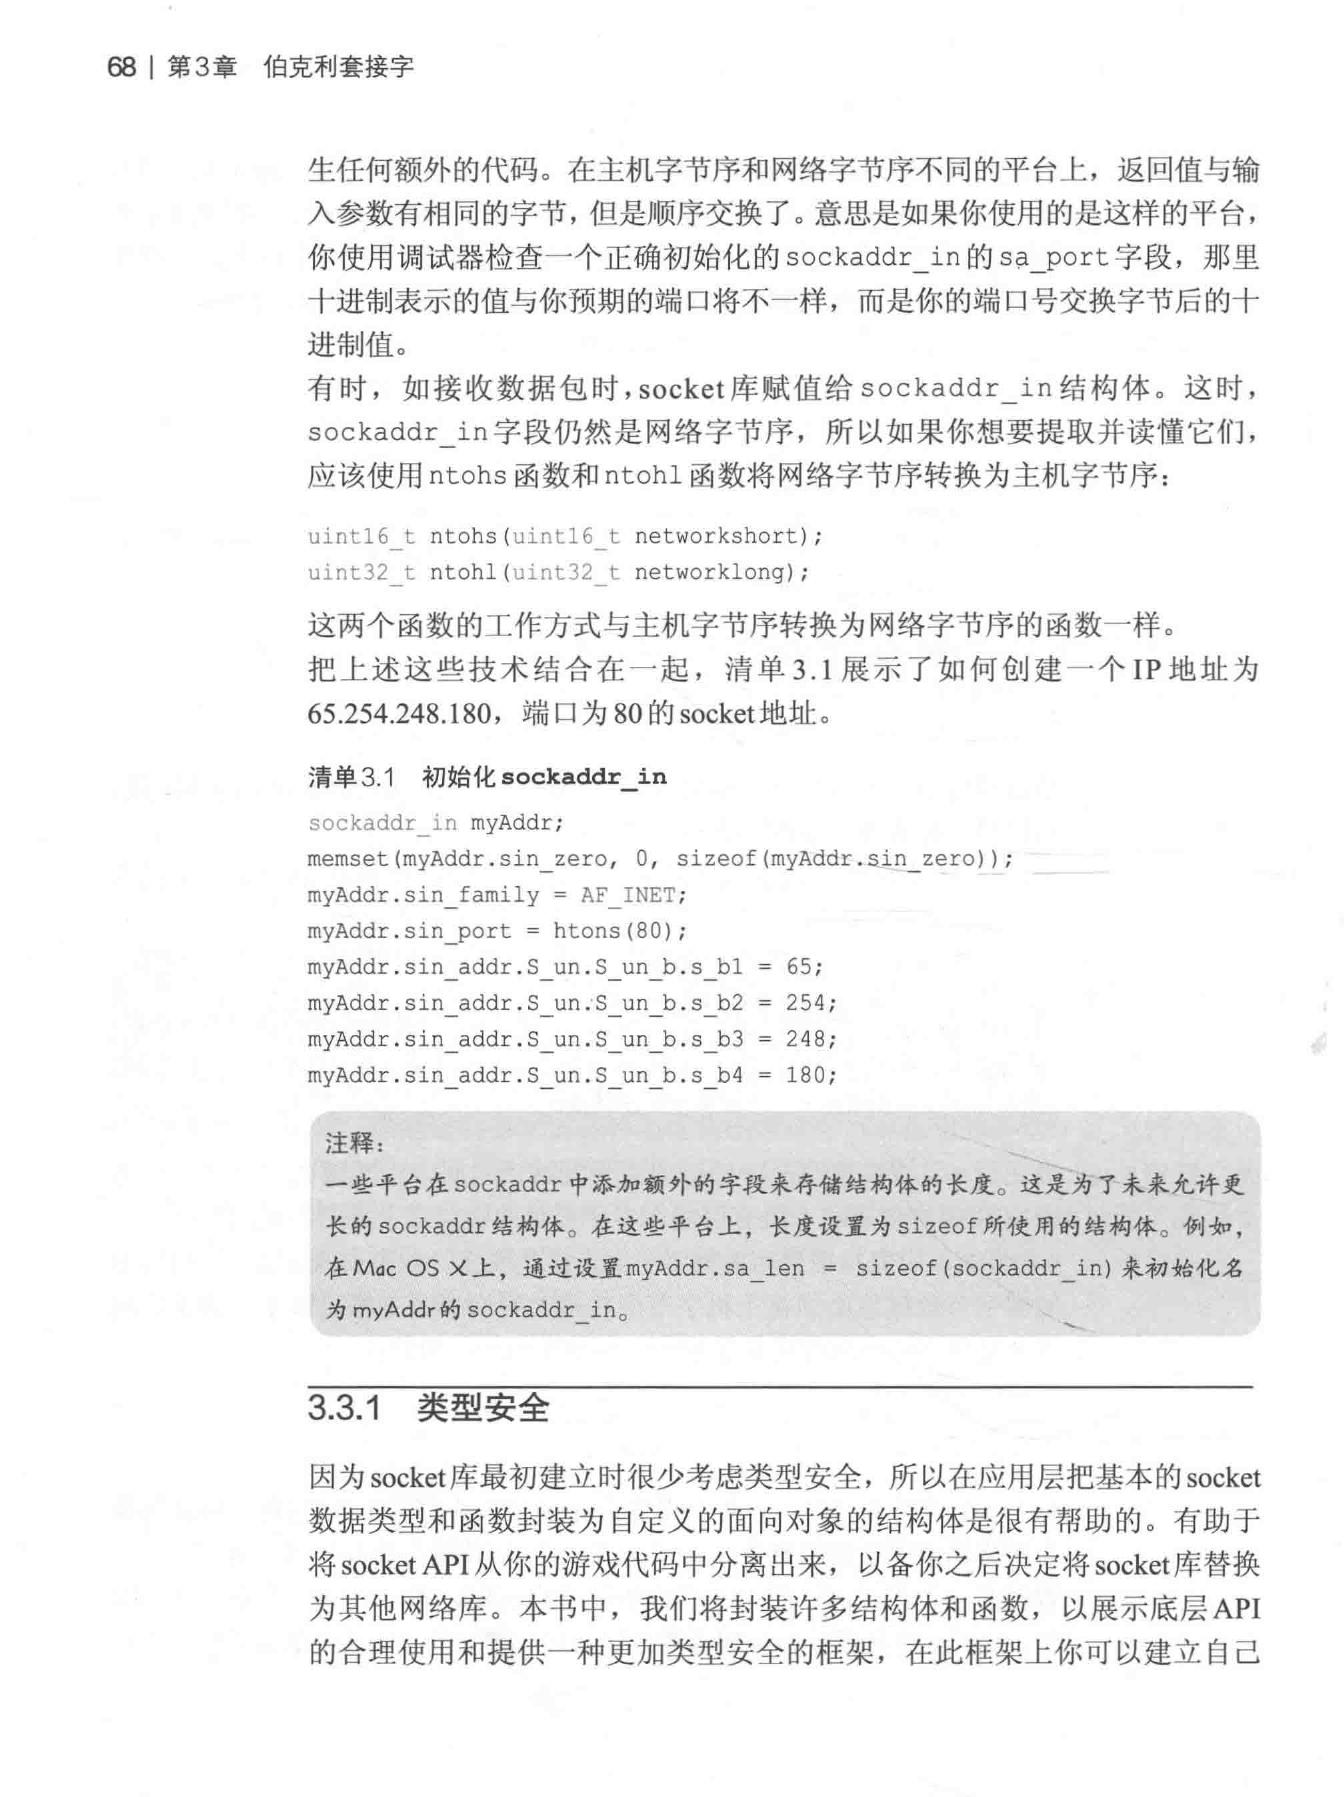 68 | 第3章 伯克利套接字
生任何额外的代码。在主机字节序和网络字节序不同的平台上，返回值与输
入参数有相同的字节，但是顺序交换了。意思是如果你使用的是这样的平台，
你使用调试器检查一个正确初始化的sockaddr_in的sa_port字段，那里
十进制表示的值与你预期的端口将不一样，而是你的端口号交换字节后的十
进制值。
有时，如接收数据包时，socket库赋值给sockaddr_in结构体。这时，
sockaddr_in字段仍然是网络字节序，所以如果你想要提取并读懂它们，
应该使用ntohs函数和ntohl函数将网络字节序转换为主机字节序：
uint16_t ntohs(uint16_t networkshort);
uint32_t ntohl(uint32_t networklong);
这两个函数的工作方式与主机字节序转换为网络字节序的函数一样。
把上述这些技术结合在一起，清单3.1展示了如何创建一个IP地址为
65.254.248.180，端口为80的socket地址。
清单3.1 初始化sockaddr_in
sockaddr_in myAddr;
memset(myAddr.sin_zero, 0, sizeof(myAddr.sin_zero));
myAddr.sin_family = AF_INET;
myAddr.sin_port = htons(80);
myAddr.sin_addr.S_un.S_un_b.s_b1 = 65;
myAddr.sin_addr.S_un.S_un_b.s_b2 = 254;
myAddr.sin_addr.S_un.S_un_b.s_b3 = 248;
myAddr.sin_addr.S_un.S_un_b.s_b4 = 180;
注释：
一些平台在sockaddr中添加额外的字段来存储结构体的长度。这是为了未来允许更
长的sockaddr结构体。在这些平台上，长度设置为sizeof所使用的结构体。例如，
在Mac OS X上，通过设置myAddr.sa_len = sizeof(sockaddr_in)来初始化名
为myAddr的sockaddr_in。
3.3.1 类型安全
因为socket库最初建立时很少考虑类型安全，所以在应用层把基本的socket
数据类型和函数封装为自定义的面向对象的结构体是很有帮助的。有助于
将socket API从你的游戏代码中分离出来，以备你之后决定将socket库替换
为其他网络库。本书中，我们将封装许多结构体和函数，以展示底层API
的合理使用和提供一种更加类型安全的框架，在此框架上你可以建立自己